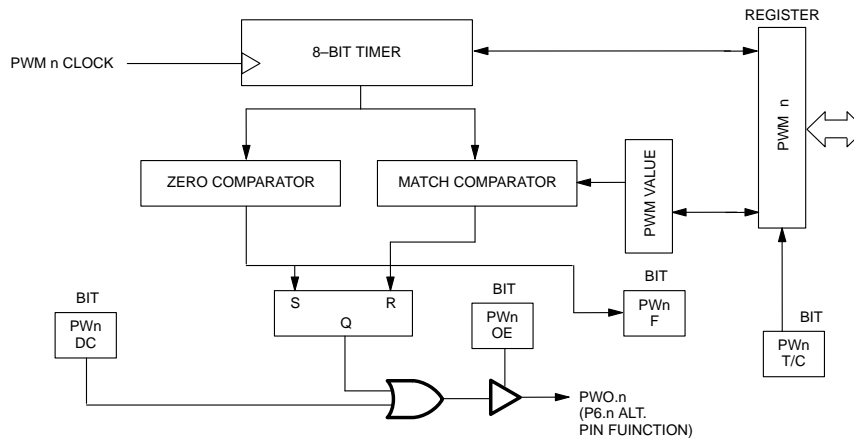 REGISTER
8–BIT TIMER
PWM n CLOCK
PWM n
ZERO COMPARATOR
MATCH COMPARATOR
PWM VALUE
BIT
S R
Q
BIT
PWn
DC
BIT
PWn
OE
PWn
F
BIT
PWn
T/C
PWO.n
(P6.n ALT.
PIN FUINCTION)